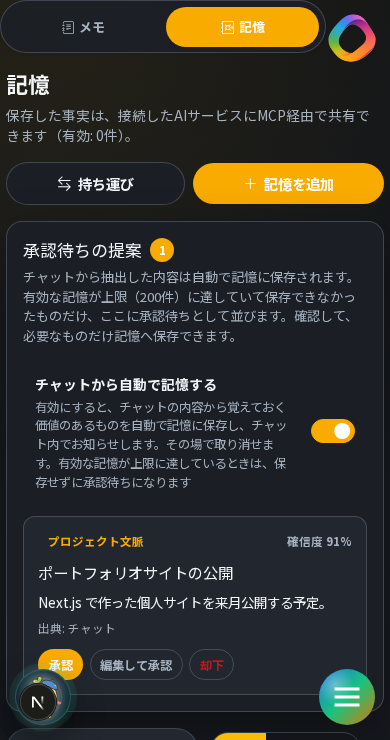 メモ
記憶
記憶
保存した事実は、接続したAIサービスにMCP経由で共有で
きます（有効: 0件）。
持ち運び
記憶を追加
承認待ちの提案 1
チャットから抽出した内容は自動で記憶に保存されます。
有効な記憶が上限（200件）に達していて保存できなかっ
たものだけ、ここに承認待ちとして並びます。確認して、
必要なものだけ記憶へ保存できます。
チャットから自動で記憶する
有効にすると、チャットの内容から覚えておく
価値のあるものを自動で記憶に保存し、チャッ
ト内でお知らせします。その場で取り消せま
す。有効な記憶が上限に達しているときは、保
存せずに承認待ちになります
プロジェクト文脈
確信度 91%
ポートフォリオサイトの公開
Next.js で作った個人サイトを来月公開する予定。
出典: チャット
承認
編集して承認
却下
N